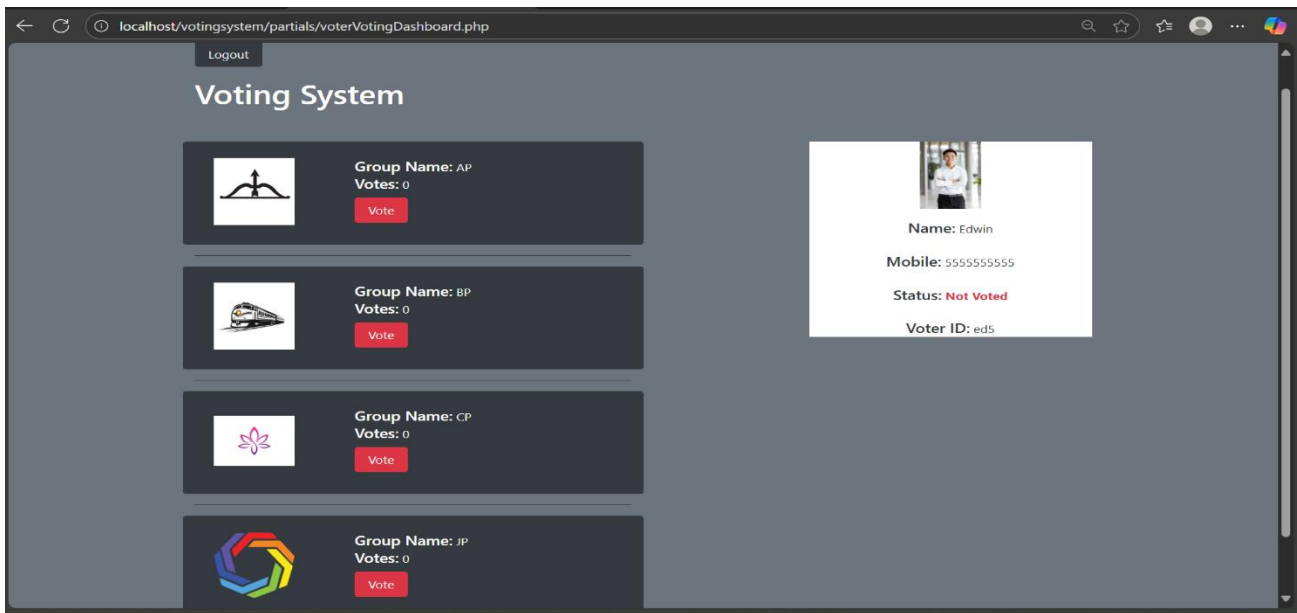 localhost/votingsystem/partials/voterVotingDashboard.php
Logout
Voting System
Group Name: AP
Votes: 0
Vote
Group Name: BP
Votes: 0
Vote
Group Name: CP
Votes: 0
Vote
Group Name: JP
Votes: 0
Vote
Name: Edwin
Mobile: 5555555555
Status: Not Voted
Voter ID: ed5